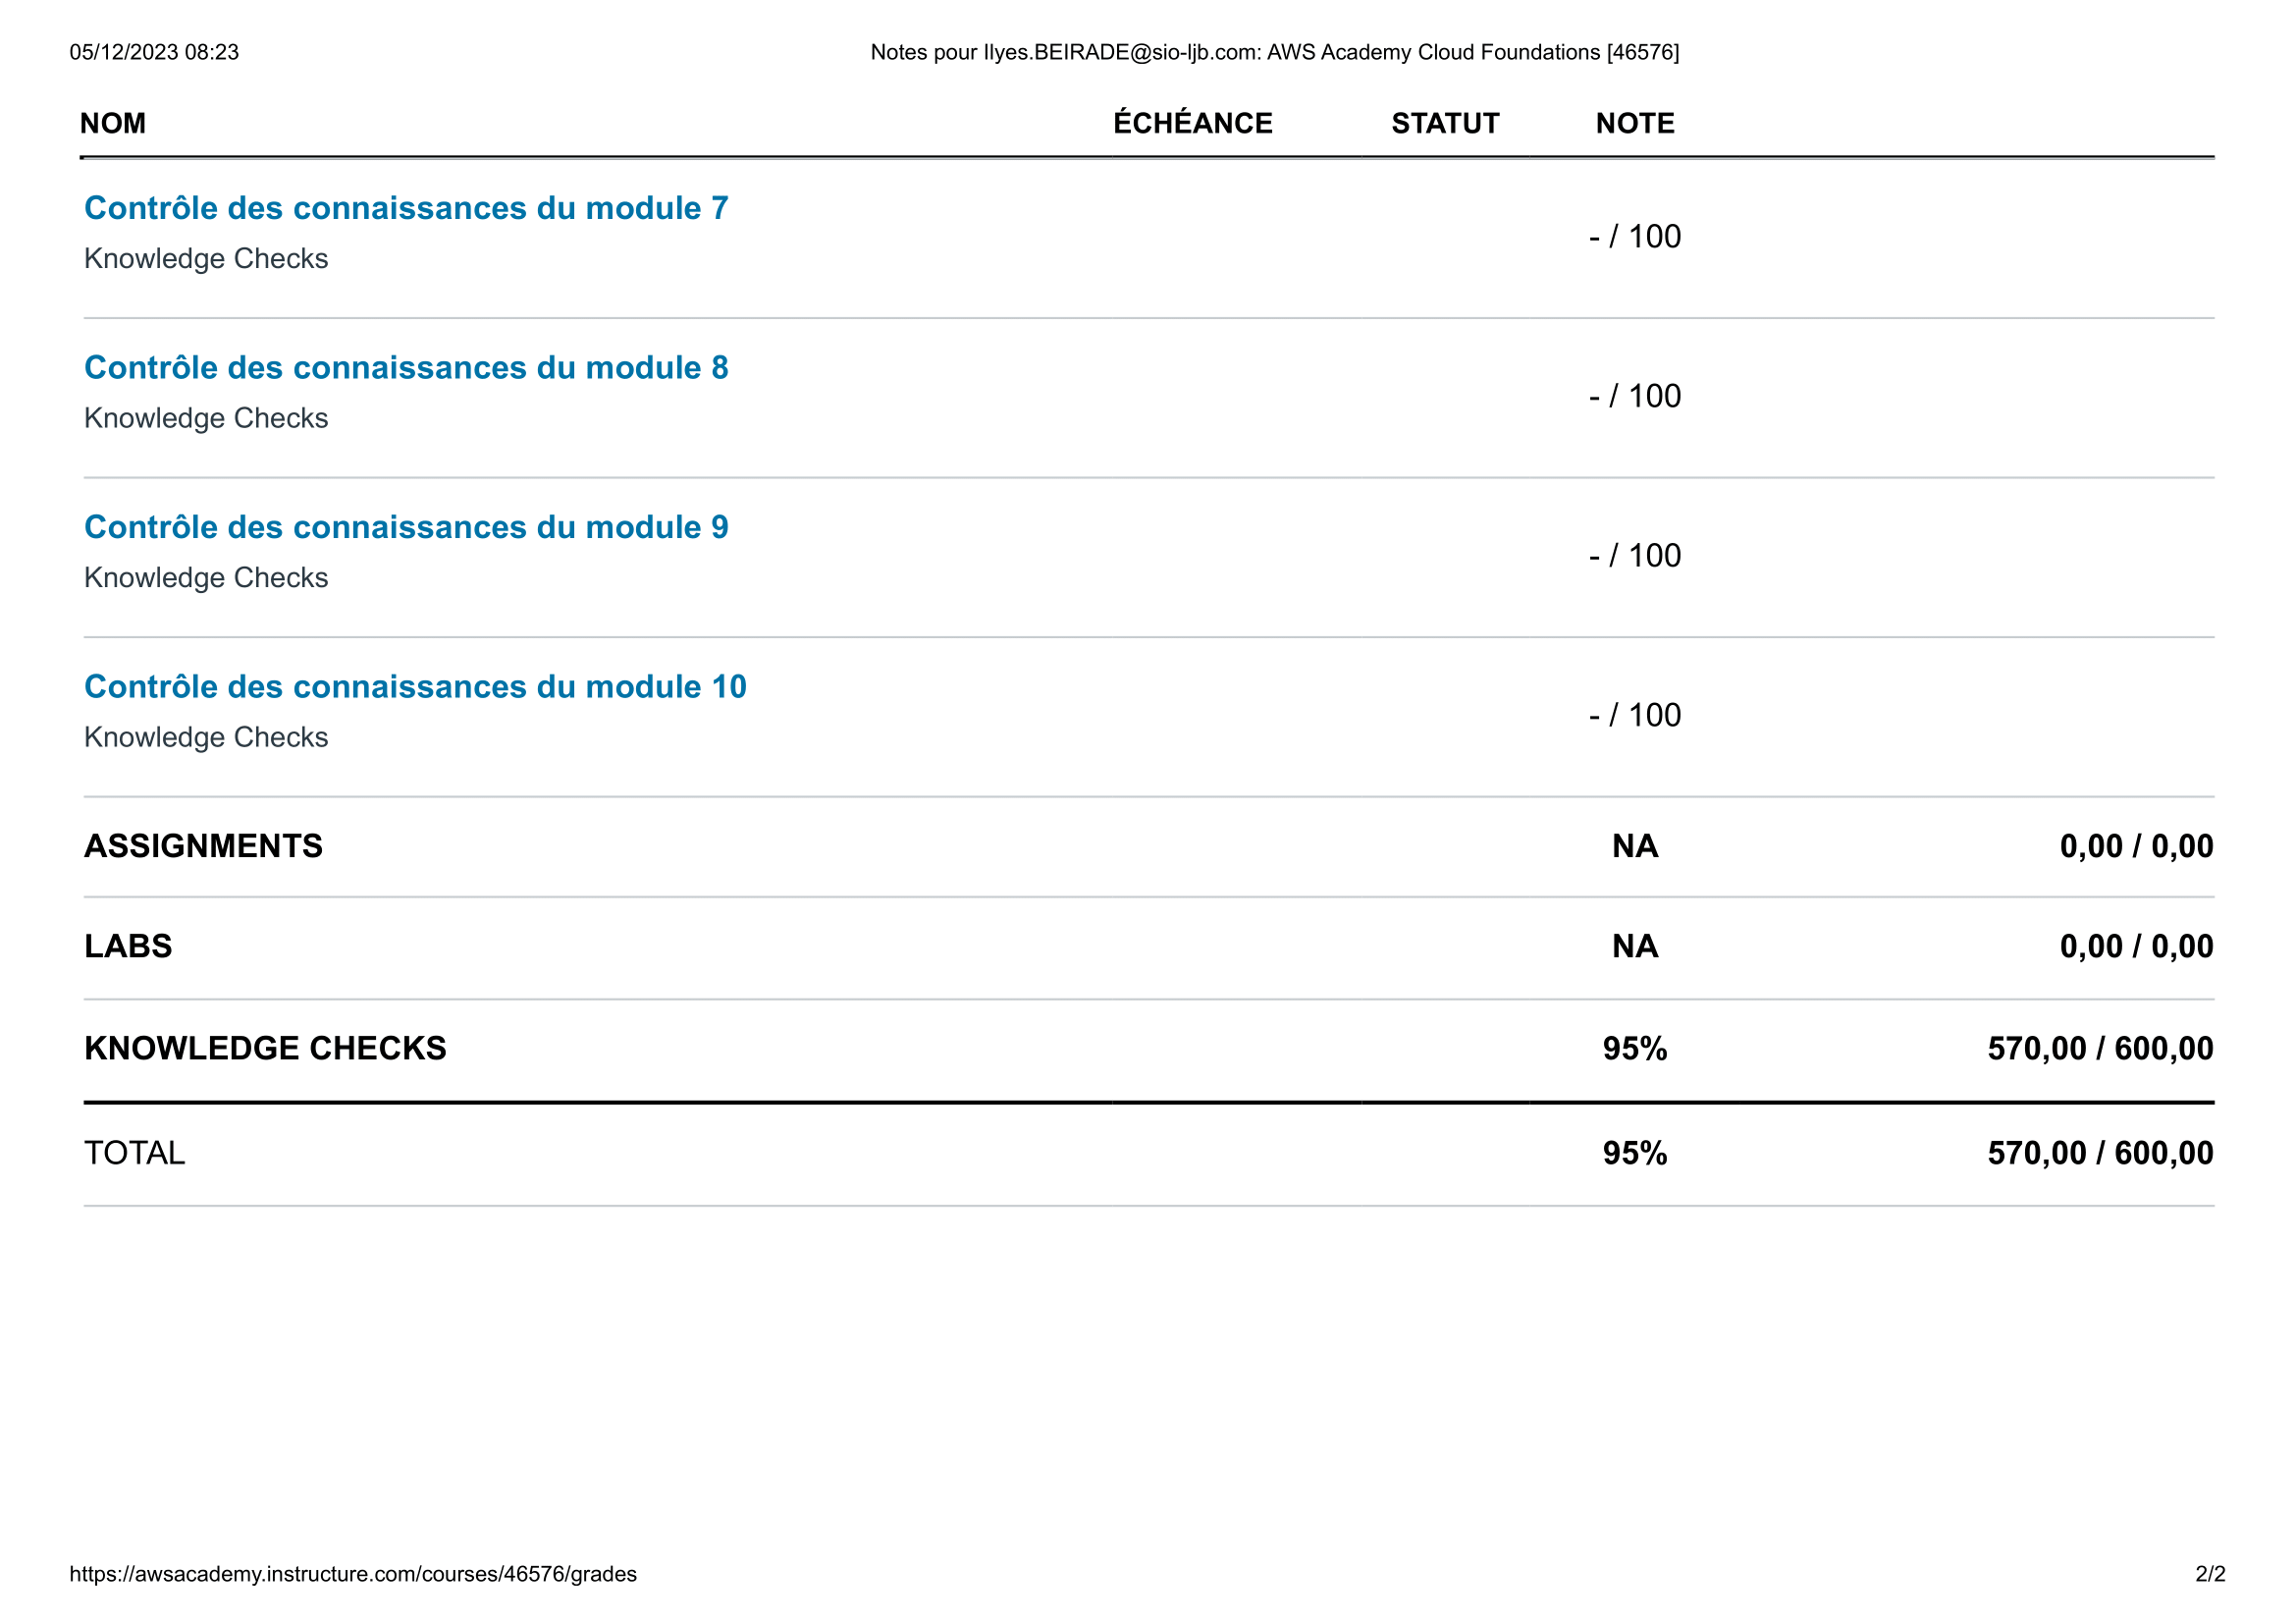 05/12/2023 08:23 Notes pour Ilyes.BEIRADE@sio-ljb.com: AWS Academy Cloud Foundations [46576]
NOM ÉCHÉANCE STATUT NOTE
Contrôle des connaissances du module 7
Knowledge Checks
- / 100
Contrôle des connaissances du module 8
Knowledge Checks
- / 100
Contrôle des connaissances du module 9
Knowledge Checks
- / 100
Contrôle des connaissances du module 10
Knowledge Checks
- / 100
ASSIGNMENTS NA 0,00 / 0,00
LABS NA 0,00 / 0,00
KNOWLEDGE CHECKS 95% 570,00 / 600,00
TOTAL 95% 570,00 / 600,00
https://awsacademy.instructure.com/courses/46576/grades 2/2